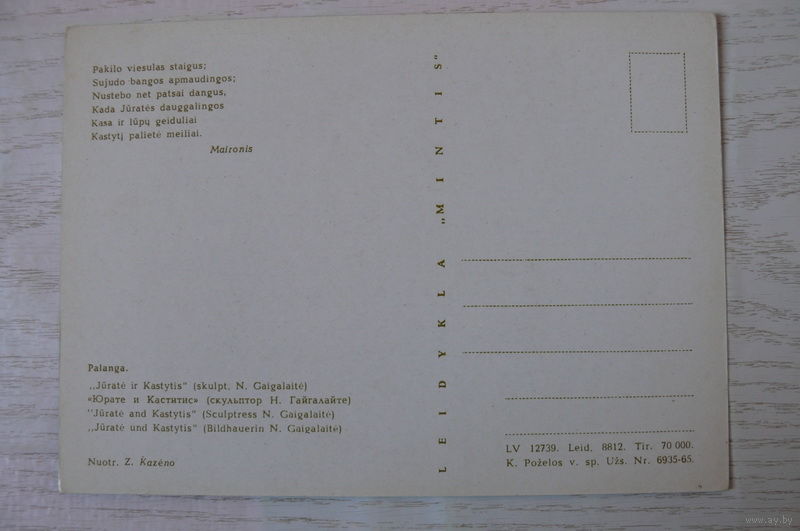 Pakilo viesulas staigus;
Sujudo bangos apmaudingos;
Nustebo net patsai dangus,
Kada Jūratės dauggalingos
Kasa ir lūpų geiduliai
Kastytį palietė meiliai.
Maironis
Palanga.
„Jūratė ir Kastytis“ (skulpt. N. Gaigalaitė)
«Юрате и Каститис» (скульптор Н. Гайгалайте)
"Jūratė and Kastytis" (Sculptress N. Gaigalaitė)
„Jūratė und Kastytis“ (Bildhauerin N. Gaigalaitė)
Nuotr. Z. Kazėno
LEIDYKLA „MINTIS“
LV 12739. Leid. 8812. Tir. 70 000.
K. Poželos v. sp. Užs. Nr. 6935-65.
www.ay.by